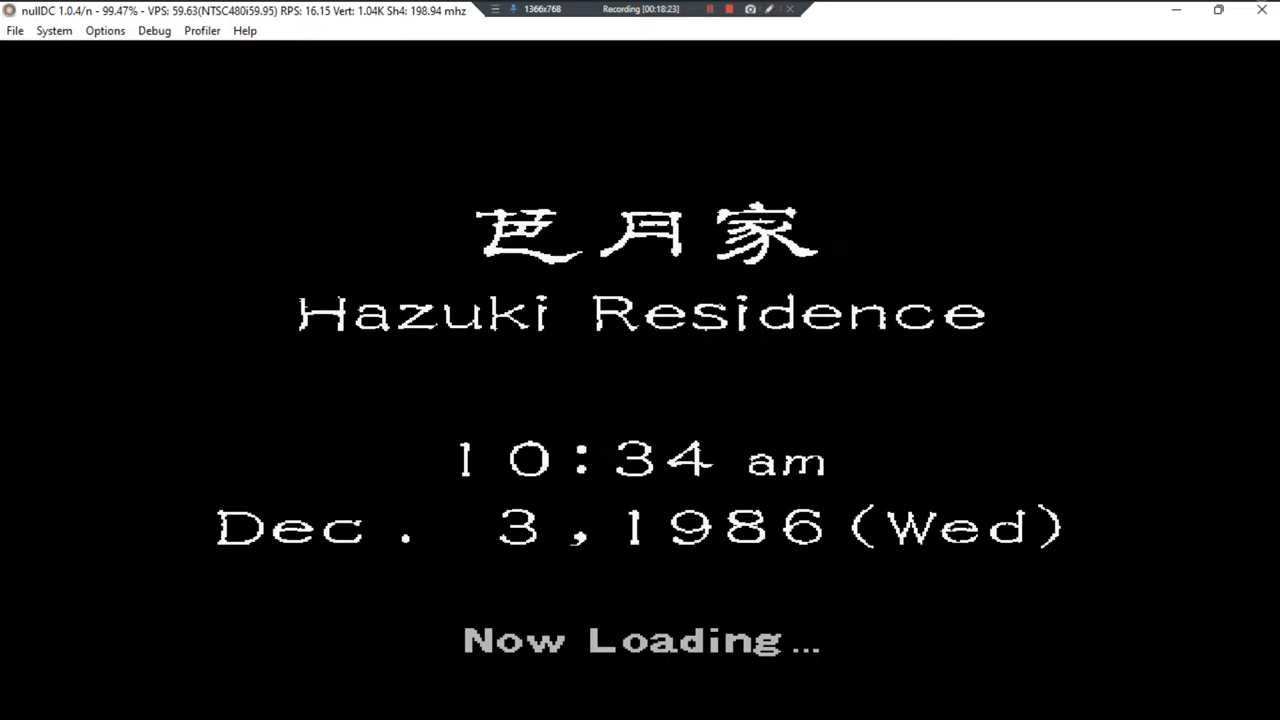 nullDC 1.0.4/n - 99.47% - VPS: 59.63(NTSC480i59.95) RPS: 16.15 Vert: 1.04K Sh4: 198.94 mhz
1366x768
Recording [00:18:23]
File System Options Debug Profiler Help
芭月家
Hazuki Residence
10:34 am
Dec. 3,1986(Wed)
Now Loading...